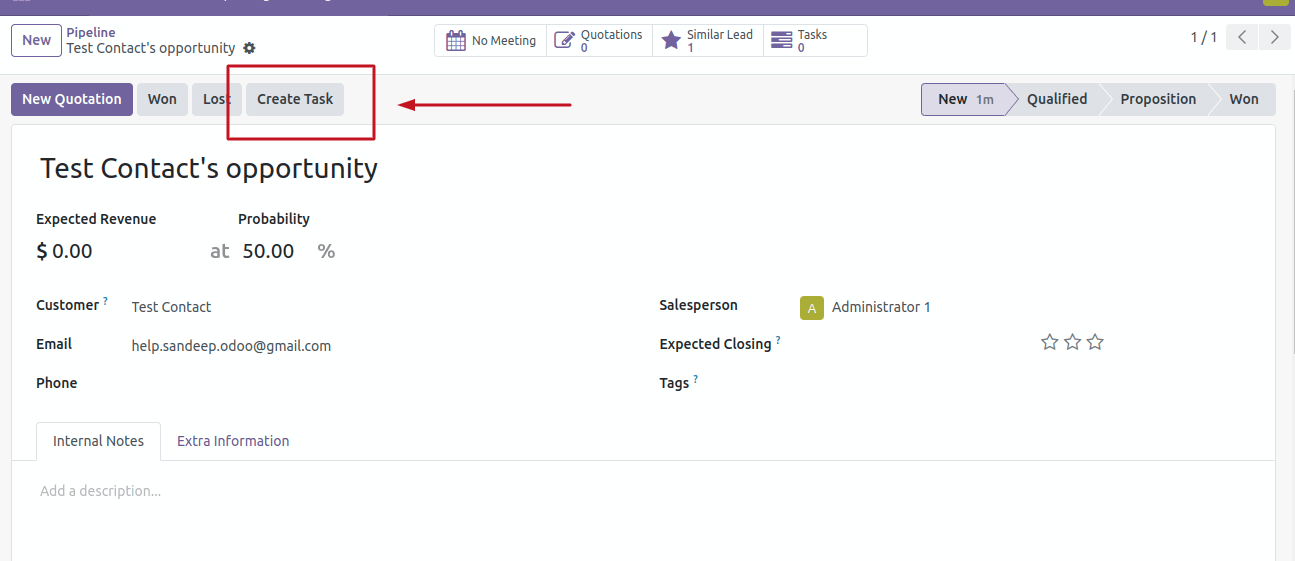 New
Pipeline
Test Contact's opportunity
No Meeting
Quotations
0
Similar Lead
1
Tasks
0
1 / 1
New Quotation
Won
Lost
Create Task
New 1m
Qualified
Proposition
Won
Test Contact's opportunity
Expected Revenue
Probability
$ 0.00
at
50.00
%
Customer ?
Test Contact
Salesperson
A
Administrator 1
Email
help.sandeep.odoo@gmail.com
Expected Closing ?
Phone
Tags ?
Internal Notes
Extra Information
Add a description...